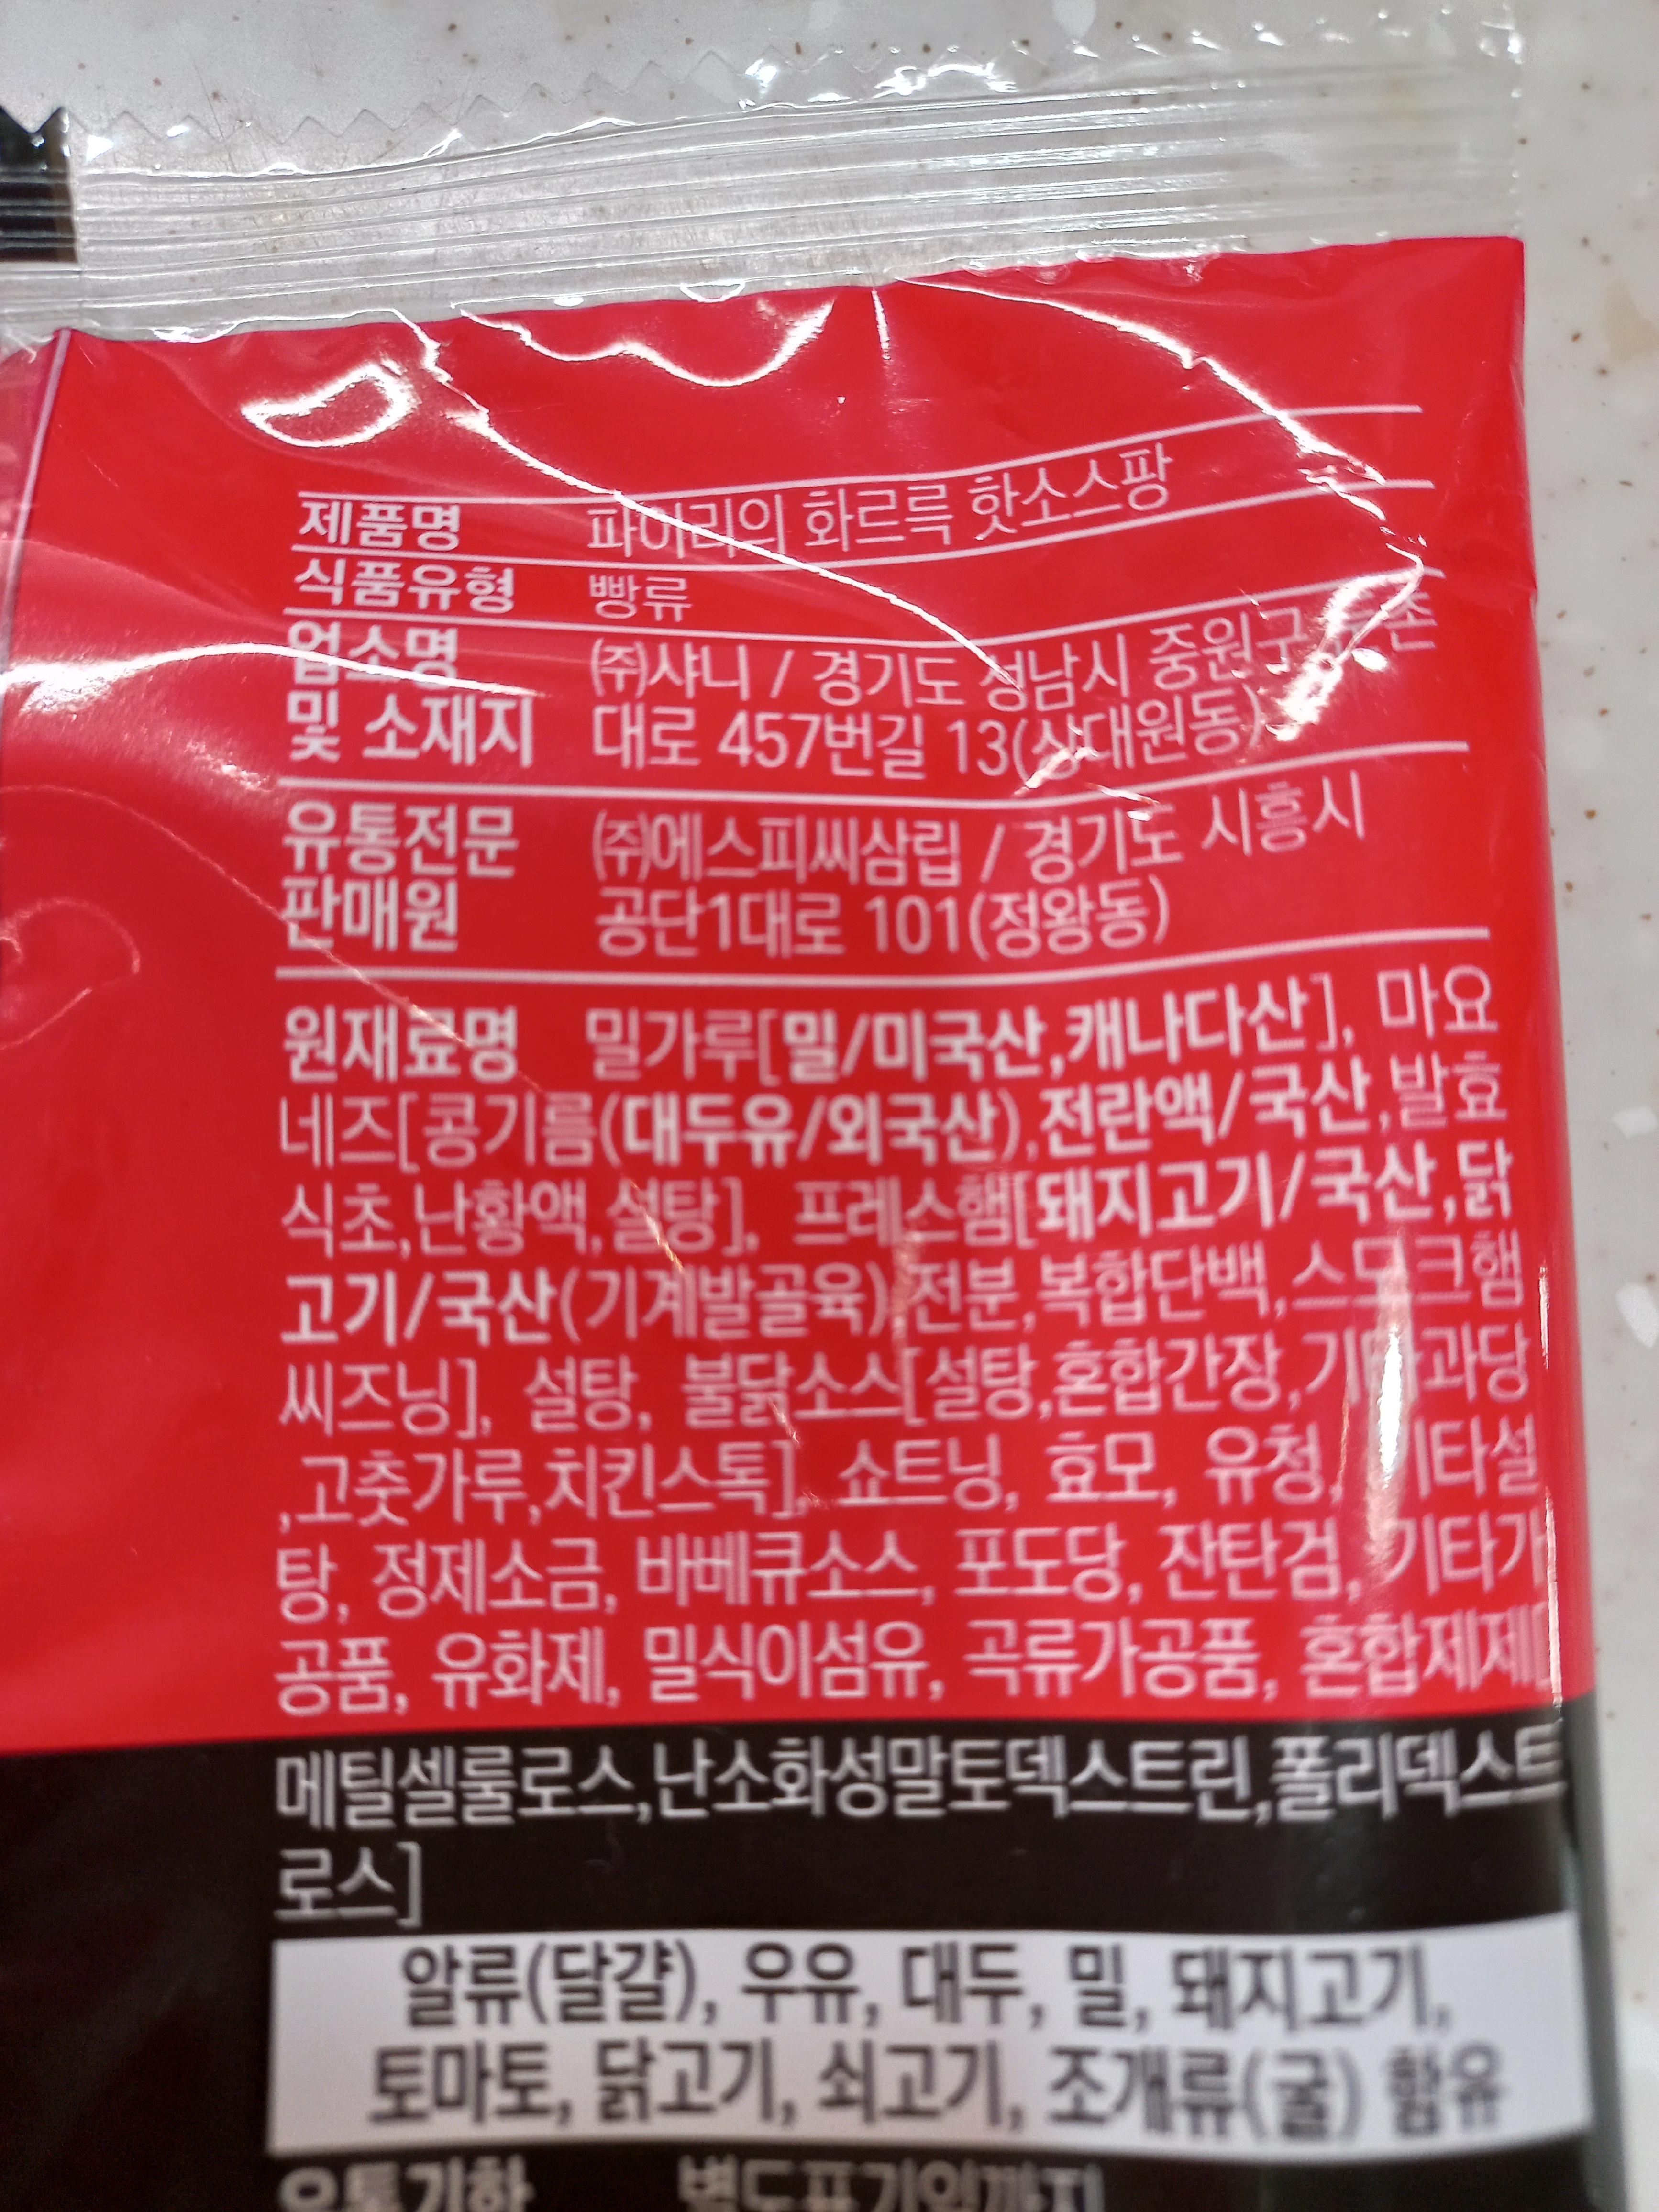 제품명 파이리의 화르륵 핫소스팡
식품유형 빵류
업소명 ㈜샤니 / 경기도 성남시 중원구 둔촌
및 소재지 대로 457번길 13(상대원동)
유통전문 ㈜에스피씨삼립 / 경기도 시흥시
판매원 공단1대로 101(정왕동)
원재료명 밀가루[밀/미국산,캐나다산], 마요
네즈[콩기름(대두유/외국산),전란액/국산,발효
식초,난황액,설탕], 프레스햄[돼지고기/국산,닭
고기/국산(기계발골육),전분,복합단백,스모크햄
씨즈닝], 설탕, 불닭소스[설탕,혼합간장,기타과당
,고춧가루,치킨스톡], 쇼트닝, 효모, 유청, 기타설
탕, 정제소금, 바베큐소스, 포도당, 잔탄검, 기타가
공품, 유화제, 밀식이섬유, 곡류가공품, 혼합제제[
메틸셀룰로스,난소화성말토덱스트린,폴리덱스트
로스]
알류(달걀), 우유, 대두, 밀, 돼지고기,
토마토, 닭고기, 쇠고기, 조개류(굴) 함유
유통기한 별도표기일까지